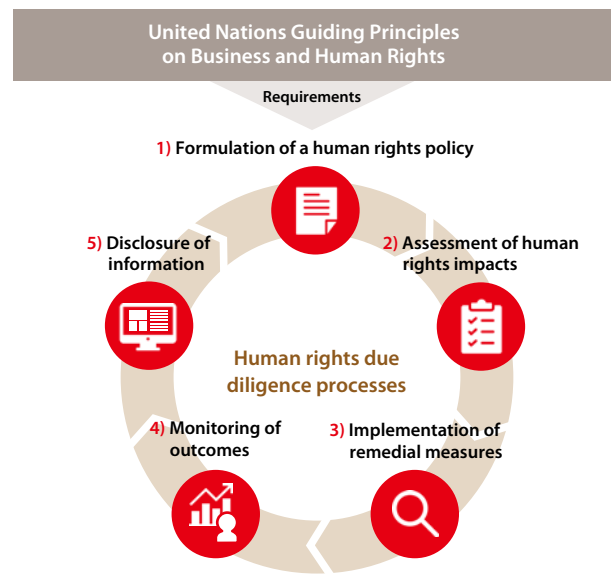 United Nations Guiding Principles
on Business and Human Rights
Requirements
1) Formulation of a human rights policy
2) Assessment of human
rights impacts
3) Implementation of
remedial measures
4) Monitoring of
outcomes
5) Disclosure of
information
Human rights due
diligence processes